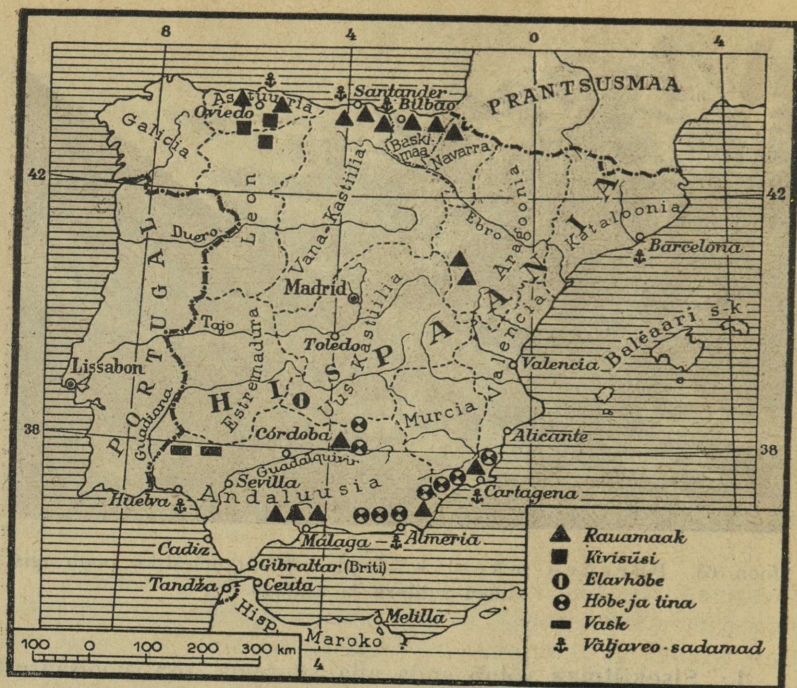 8
4
0
4
PRANTSUSMAA
Santander
Bilbao
Astuuria
Oviedo
Galicia
Baski-
maa
Navarra
42
42
Leon
Vana-Kastiilia
Aragoonia
Kataloonia
Ebro
Duero
Barcelona
Madrid
HISPAANIA
PORTUGAL
Tajo
Toledo
Uus-Kastiilia
Estremadura
Valencia
Valencia
Baleaari s-k
Lissabon
Guadiana
Murcia
38
38
Córdoba
Alicante
Guadalquivir
Sevilla
Andaluusia
Huelva
Cartagena
Cadiz
Málaga
Almeria
Gibraltar (Briti)
Tandža
Ceuta
Hisp.
Maroko
Melilla
4
100 0 100 200 300 km
Rauamaak
Kivisüsi
Elavhõbe
Hõbe ja tina
Vask
Väljaveo-sadamad